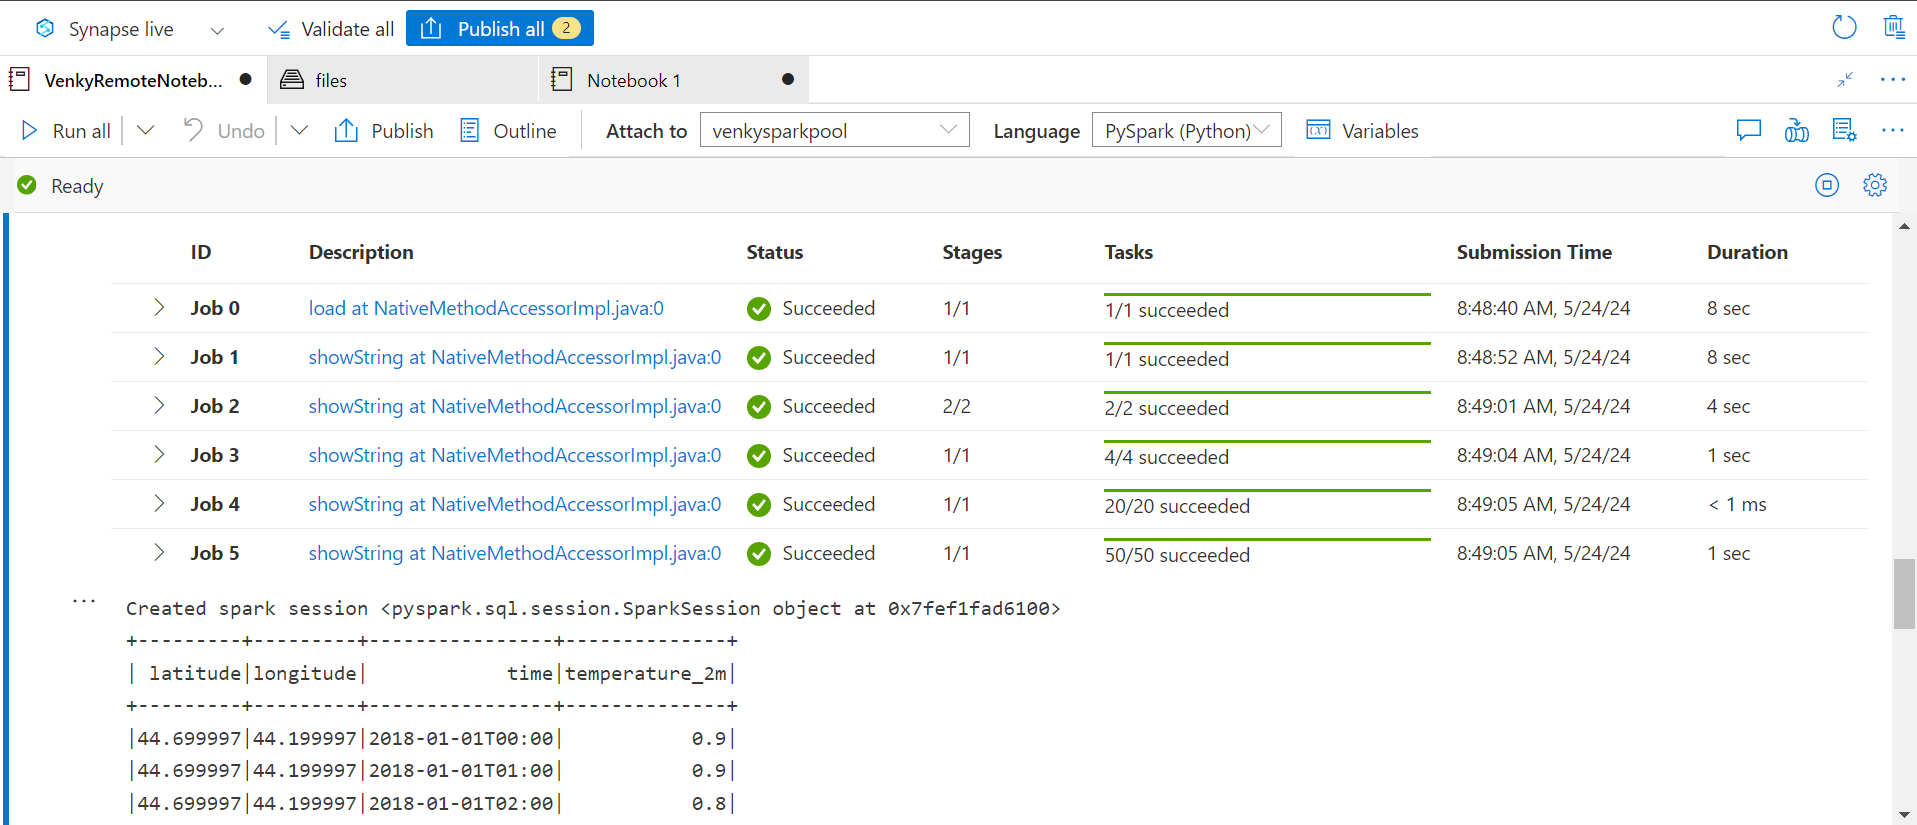 Synapse live Validate all Publish all 2
VenkyRemoteNoteb... files Notebook 1
Run all Undo Publish Outline Attach to venkysparkpool Language PySpark (Python) Variables
Ready
ID Description Status Stages Tasks Submission Time Duration
Job 0 load at NativeMethodAccessorImpl.java:0 Succeeded 1/1 1/1 succeeded 8:48:40 AM, 5/24/24 8 sec
Job 1 showString at NativeMethodAccessorImpl.java:0 Succeeded 1/1 1/1 succeeded 8:48:52 AM, 5/24/24 8 sec
Job 2 showString at NativeMethodAccessorImpl.java:0 Succeeded 2/2 2/2 succeeded 8:49:01 AM, 5/24/24 4 sec
Job 3 showString at NativeMethodAccessorImpl.java:0 Succeeded 1/1 4/4 succeeded 8:49:04 AM, 5/24/24 1 sec
Job 4 showString at NativeMethodAccessorImpl.java:0 Succeeded 1/1 20/20 succeeded 8:49:05 AM, 5/24/24 < 1 ms
Job 5 showString at NativeMethodAccessorImpl.java:0 Succeeded 1/1 50/50 succeeded 8:49:05 AM, 5/24/24 1 sec
Created spark session <pyspark.sql.session.SparkSession object at 0x7fef1fad6100>
+---------+---------+----------------+--------------+
| latitude|longitude|            time|temperature_2m|
+---------+---------+----------------+--------------+
|44.699997|44.199997|2018-01-01T00:00|           0.9|
|44.699997|44.199997|2018-01-01T01:00|           0.9|
|44.699997|44.199997|2018-01-01T02:00|           0.8|